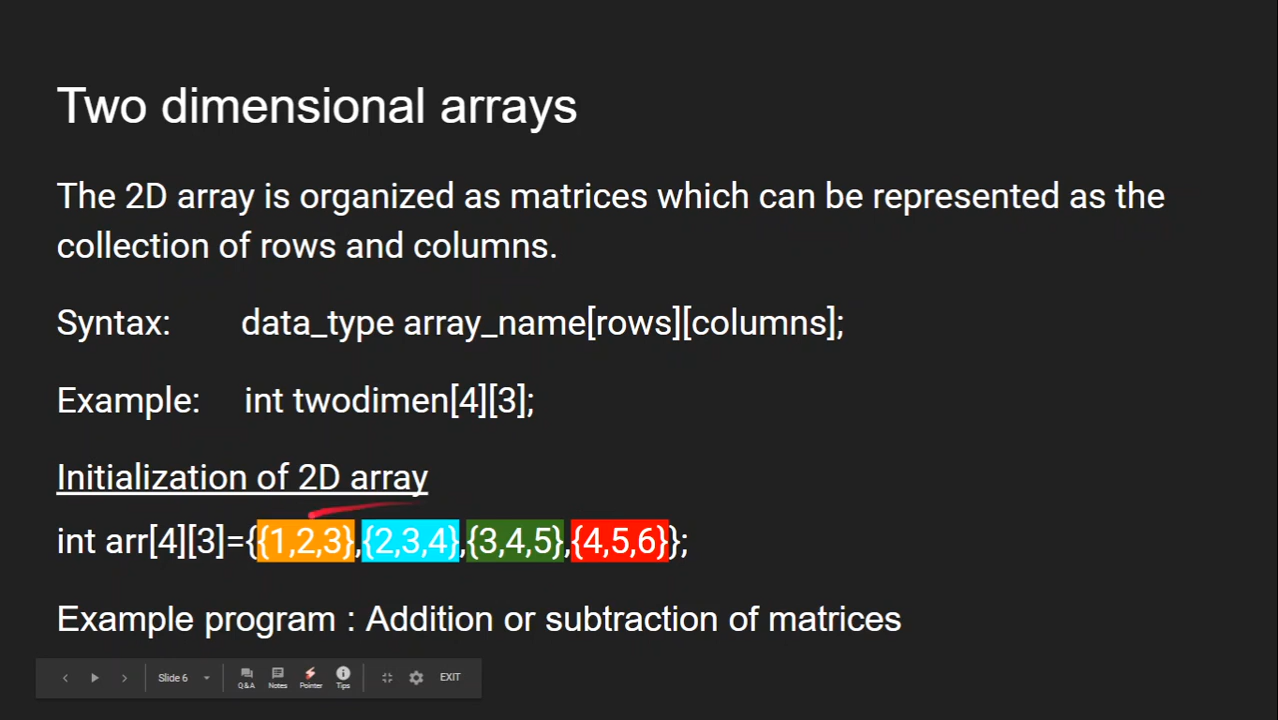 Two dimensional arrays
The 2D array is organized as matrices which can be represented as the
collection of rows and columns.
Syntax: data_type array_name[rows][columns];
Example: int twodimen[4][3];
Initialization of 2D array
int arr[4][3]={{1,2,3},{2,3,4},{3,4,5},{4,5,6}};
Example program : Addition or subtraction of matrices
Slide 6 Q&A Notes Pointer Tips EXIT